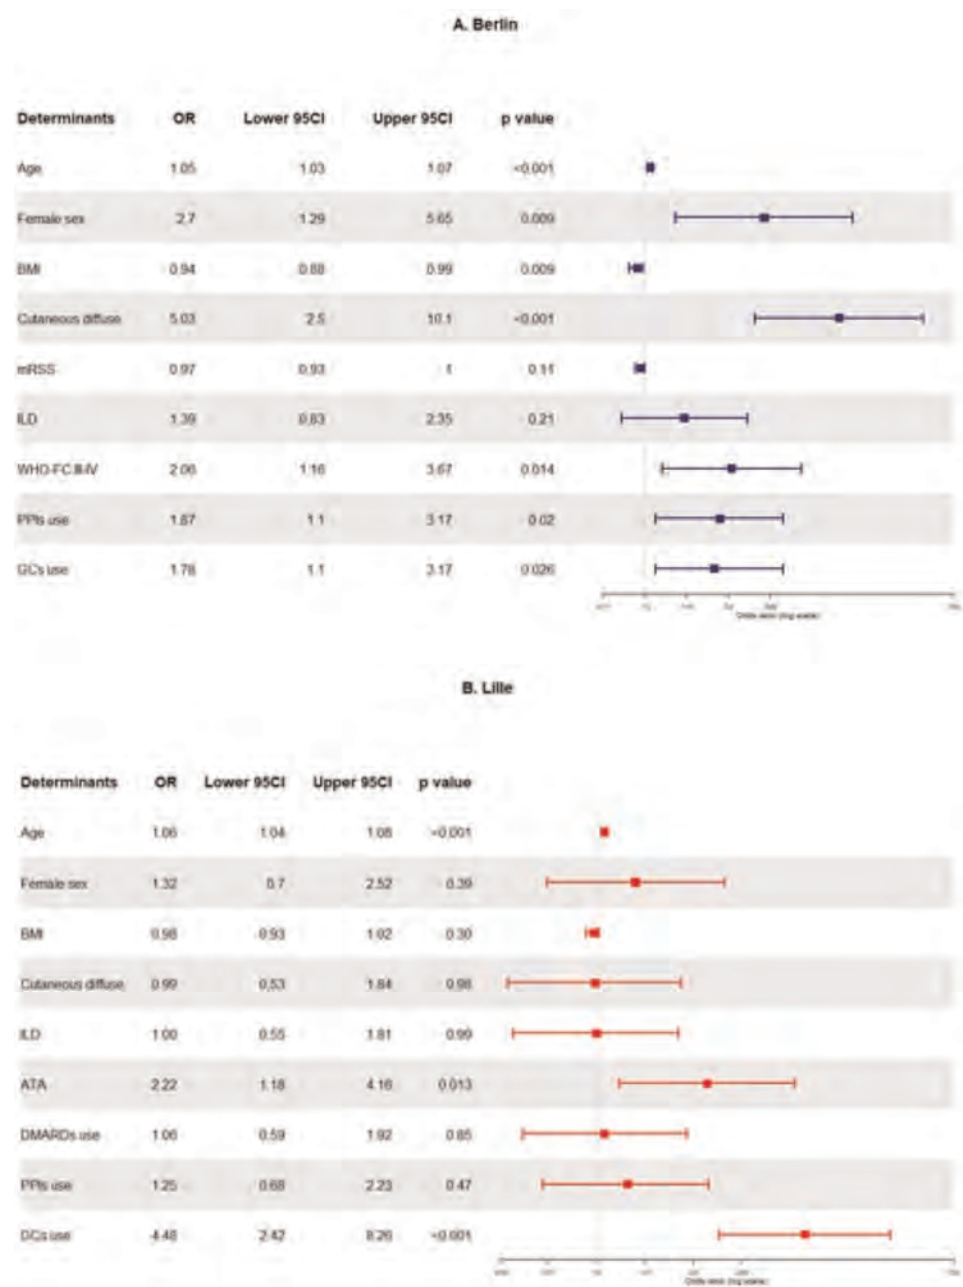 A. Berlin
Determinants OR Lower 95CI Upper 95CI p value
Age 1.05 1.03 1.07 <0.001
Female sex 2.7 1.29 5.65 0.009
BMI 0.94 0.88 0.99 0.009
Cutaneous diffuse 5.03 2.5 10.1 <0.001
mRSS 0.97 0.93 1 0.11
ILD 1.39 0.83 2.35 0.21
WHO-FC III-IV 2.06 1.16 3.67 0.014
PPIs use 1.87 1.1 3.17 0.02
GCs use 1.78 1.1 3.17 0.026
Odds ratio (log scale)
B. Lille
Determinants OR Lower 95CI Upper 95CI p value
Age 1.06 1.04 1.08 <0.001
Female sex 1.32 0.7 2.52 0.39
BMI 0.98 0.93 1.02 0.30
Cutaneous diffuse 0.99 0.53 1.84 0.98
ILD 1.00 0.55 1.81 0.99
ATA 2.22 1.18 4.16 0.013
DMARDs use 1.06 0.59 1.92 0.85
PPIs use 1.25 0.68 2.23 0.47
GCs use 4.48 2.42 8.26 <0.001
Odds ratio (log scale)